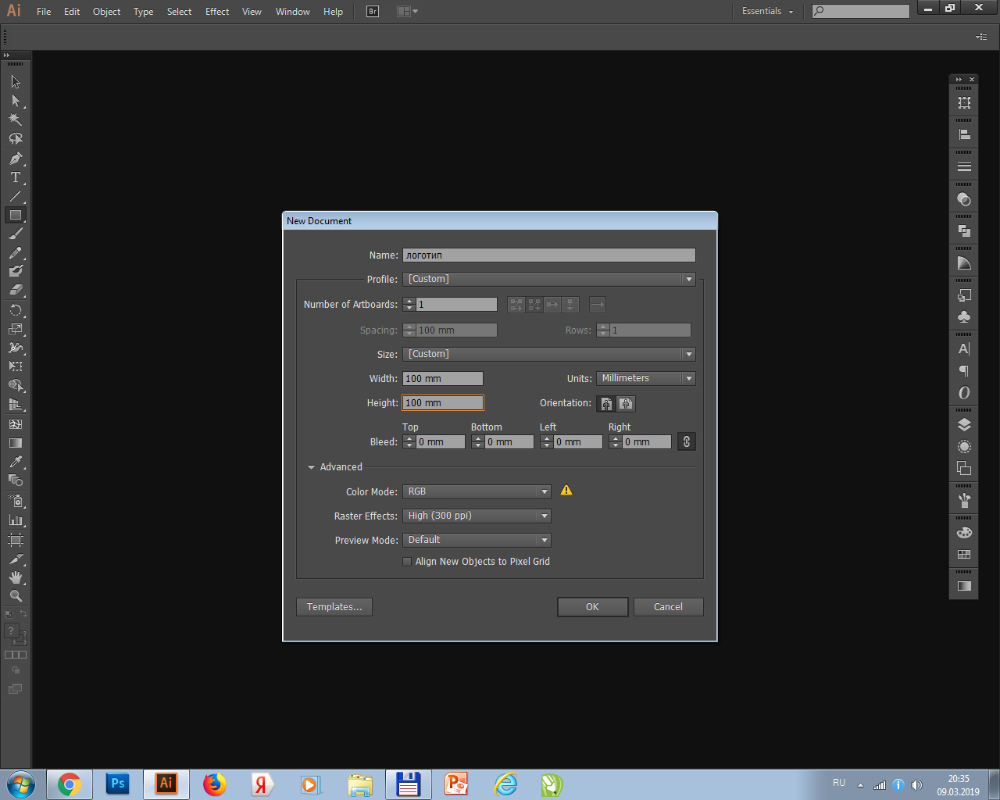 Ai File Edit Object Type Select Effect View Window Help Br Essentials
New Document
Name: логотип
Profile: [Custom]
Number of Artboards: 1
Spacing: 100 mm Rows: 1
Size: [Custom]
Width: 100 mm Units: Millimeters
Height: 100 mm Orientation:
Top Bottom Left Right
Bleed: 0 mm 0 mm 0 mm 0 mm
Advanced
Color Mode: RGB
Raster Effects: High (300 ppi)
Preview Mode: Default
Align New Objects to Pixel Grid
Templates... OK Cancel
Ps Ai Я RU 20:35
09.03.2019